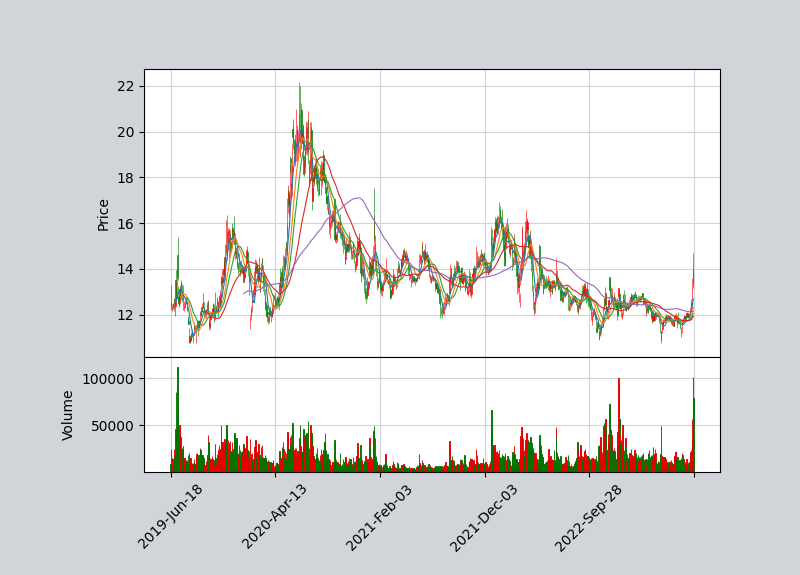 22
20
18
16
14
12
Price
100000
50000
Volume
2019-Jun-18
2020-Apr-13
2021-Feb-03
2021-Dec-03
2022-Sep-28